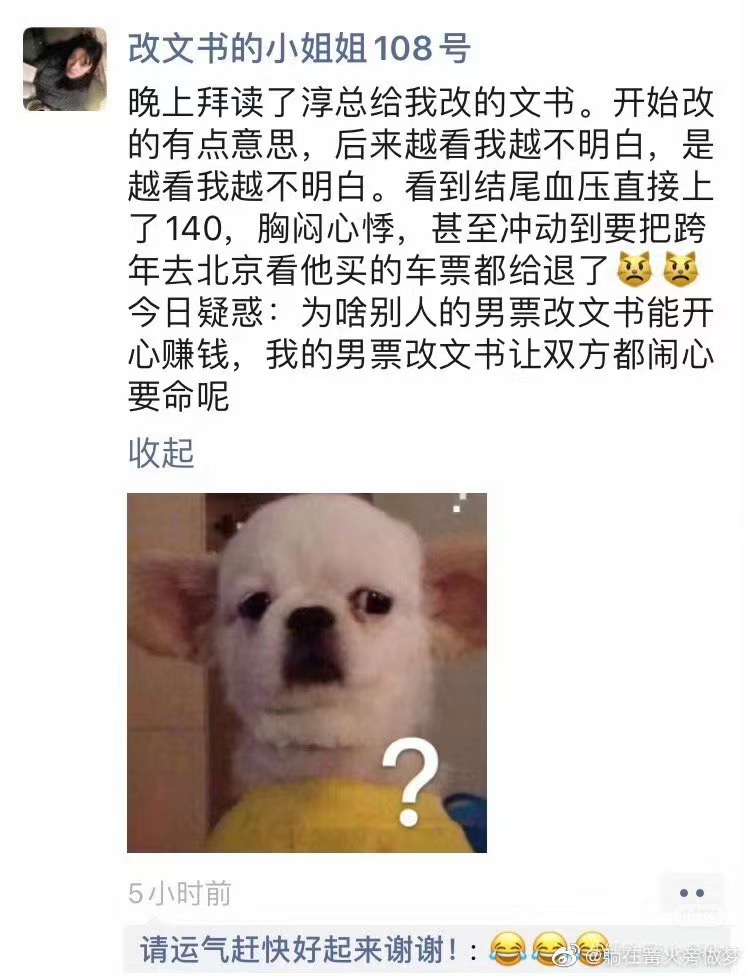 改文书的小姐姐108号
晚上拜读了淳总给我改的文书。开始改
的有点意思，后来越看我越不明白，是
越看我越不明白。看到结尾血压直接上
了140，胸闷心悸，甚至冲动到要把跨
年去北京看他买的车票都给退了😾😾
今日疑惑：为啥别人的男票改文书能开
心赚钱，我的男票改文书让双方都闹心
要命呢
收起
？
5小时前
请运气赶快好起来谢谢！：😂😂😂
@躺在篝火旁做梦